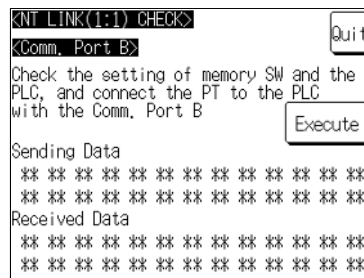 <NT LINK(1:1) CHECK>
Quit
<Comm. Port B>
Check the setting of memory SW and the
PLC, and connect the PT to the PLC
with the Comm. Port B
Execute
Sending Data
** ** ** ** ** ** ** ** ** ** ** ** **
** ** ** ** ** ** ** ** ** ** ** ** **
Received Data
** ** ** ** ** ** ** ** ** ** ** ** **
** ** ** ** ** ** ** ** ** ** ** ** **